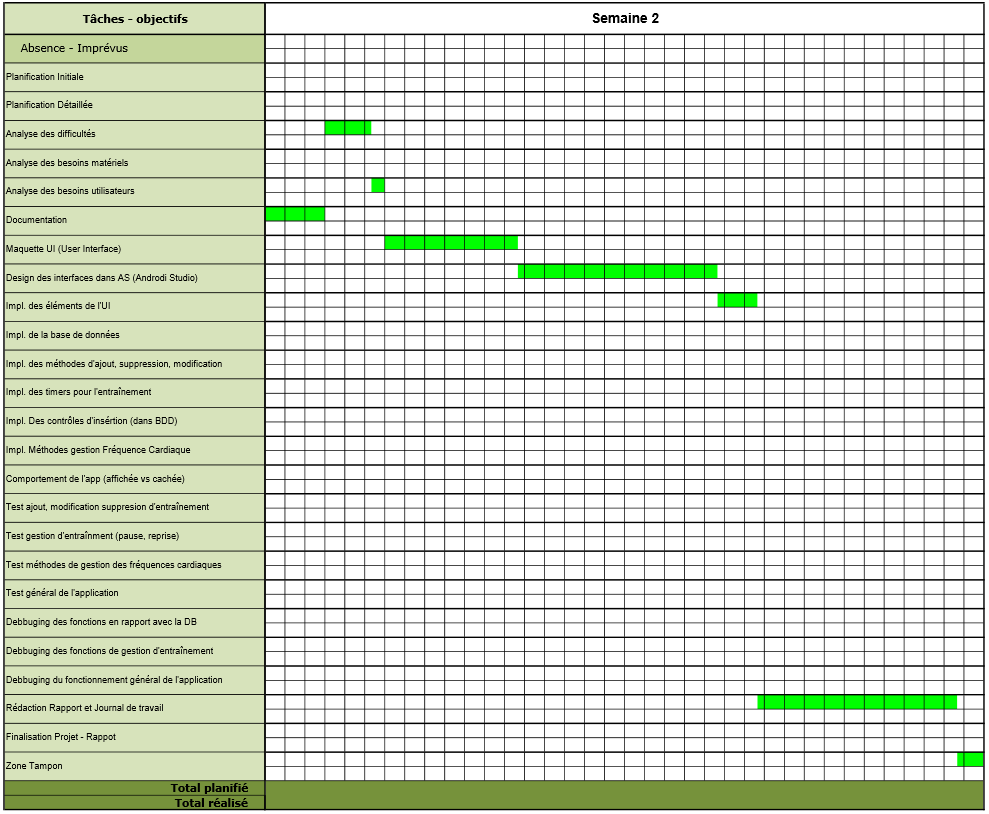 Tâches - objectifs
Semaine 2
Absence - Imprévus
Planification Initiale
Planification Détaillée
Analyse des difficultés
Analyse des besoins matériels
Analyse des besoins utilisateurs
Documentation
Maquette UI (User Interface)
Design des interfaces dans AS (Androdi Studio)
Impl. des éléments de l'UI
Impl. de la base de données
Impl. des méthodes d'ajout, suppression, modification
Impl. des timers pour l'entraînement
Impl. Des contrôles d'insértion (dans BDD)
Impl. Méthodes gestion Fréquence Cardiaque
Comportement de l'app (affichée vs cachée)
Test ajout, modification suppresion d'entraînement
Test gestion d'entraînment (pause, reprise)
Test méthodes de gestion des fréquences cardiaques
Test général de l'application
Debbuging des fonctions en rapport avec la DB
Debbuging des fonctions de gestion d'entraînement
Debbuging du fonctionnement général de l'application
Rédaction Rapport et Journal de travail
Finalisation Projet - Rappot
Zone Tampon
Total planifié
Total réalisé